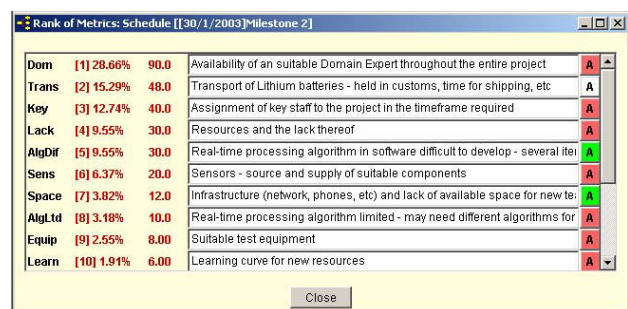 Rank of Metrics: Schedule [[30/1/2003]Milestone 2]
Dom [1] 28.66% 90.0 Availability of an suitable Domain Expert throughout the entire project A
Trans [2] 15.29% 48.0 Transport of Lithium batteries - held in customs, time for shipping, etc A
Key [3] 12.74% 40.0 Assignment of key staff to the project in the timeframe required A
Lack [4] 9.55% 30.0 Resources and the lack thereof A
AlgDif [5] 9.55% 30.0 Real-time processing algorithm in software difficult to develop - several iter A
Sens [6] 6.37% 20.0 Sensors - source and supply of suitable components A
Space [7] 3.82% 12.0 Infrastructure (network, phones, etc) and lack of available space for new te A
AlgLtd [8] 3.18% 10.0 Real-time processing algorithm limited - may need different algorithms for A
Equip [9] 2.55% 8.00 Suitable test equipment A
Learn [10] 1.91% 6.00 Learning curve for new resources A
Close